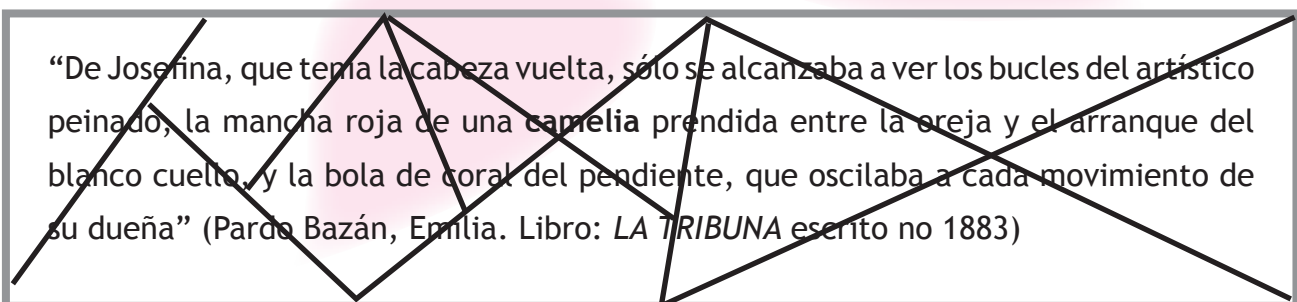 “De Josefina, que tenía la cabeza vuelta, sólo se alcanzaba a ver los bucles del artístico
peinado, la mancha roja de una camelia prendida entre la oreja y el arranque del
blanco cuello, y la bola de coral del pendiente, que oscilaba a cada movimiento de
su dueña” (Pardo Bazán, Emilia. Libro: LA TRIBUNA escrito no 1883)